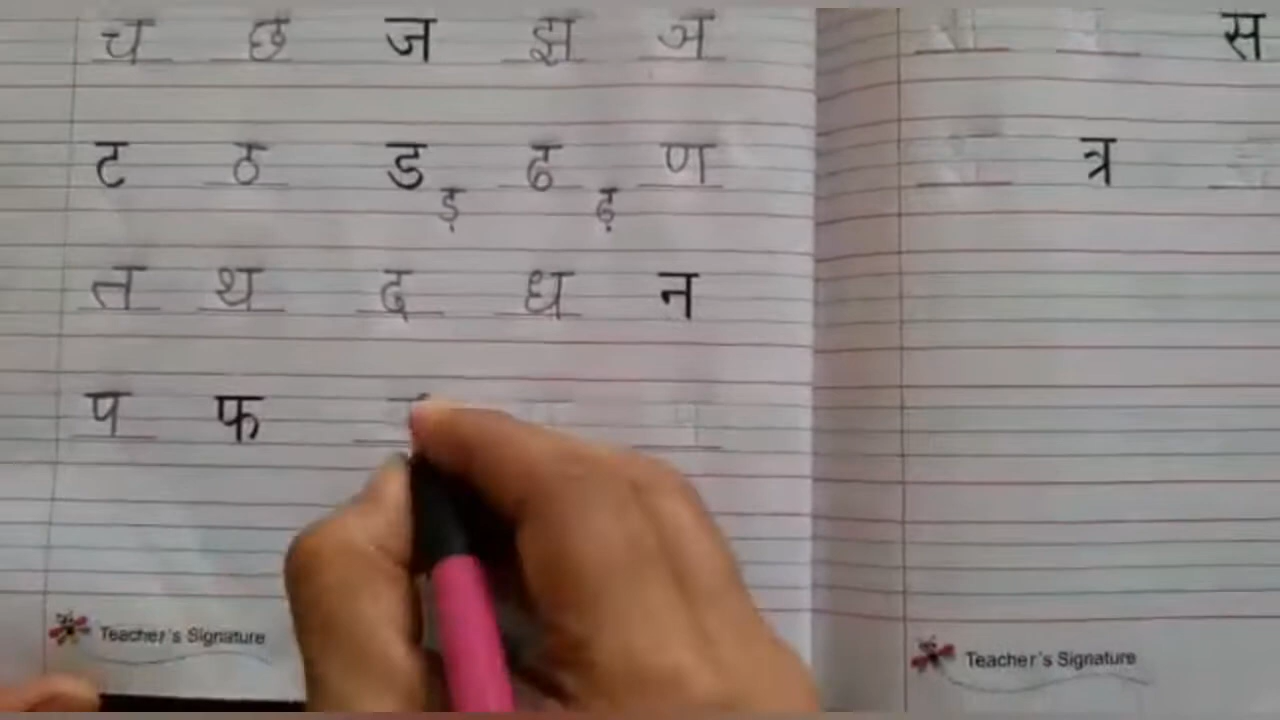 च छ ज झ ञ
ट ठ ड ढ ण
ड़ ढ़
त थ द ध न
प फ
Teacher's Signature
स
त्र
Teacher's Signature